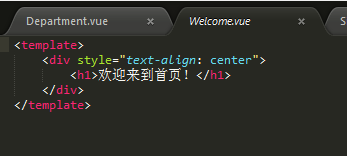 Department.vue × Welcome.vue × S
<template>
<div style="text-align: center">
<h1>欢迎来到首页！</h1>
</div>
</template>